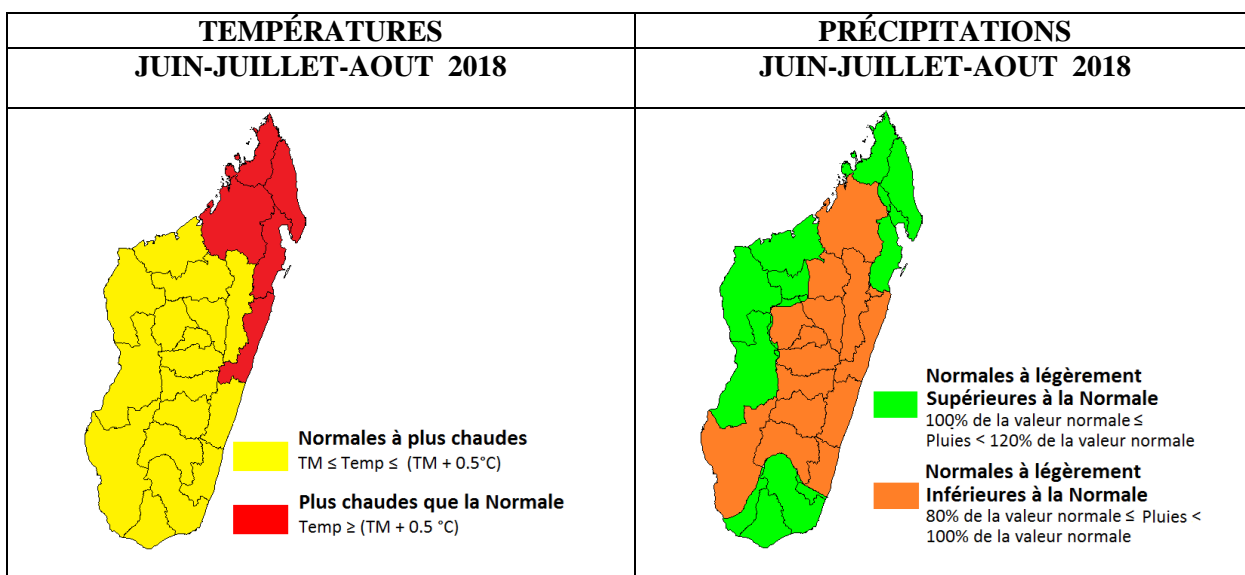 TEMPÉRATURES
JUIN-JUILLET-AOUT 2018
Normales à plus chaudes
TM ≤ Temp ≤ (TM + 0.5°C)
Plus chaudes que la Normale
Temp ≥ (TM + 0.5 °C)
PRÉCIPITATIONS
JUIN-JUILLET-AOUT 2018
Normales à légèrement
Supérieures à la Normale
100% de la valeur normale ≤
Pluies < 120% de la valeur normale
Normales à légèrement
Inférieures à la Normale
80% de la valeur normale ≤ Pluies <
100% de la valeur normale